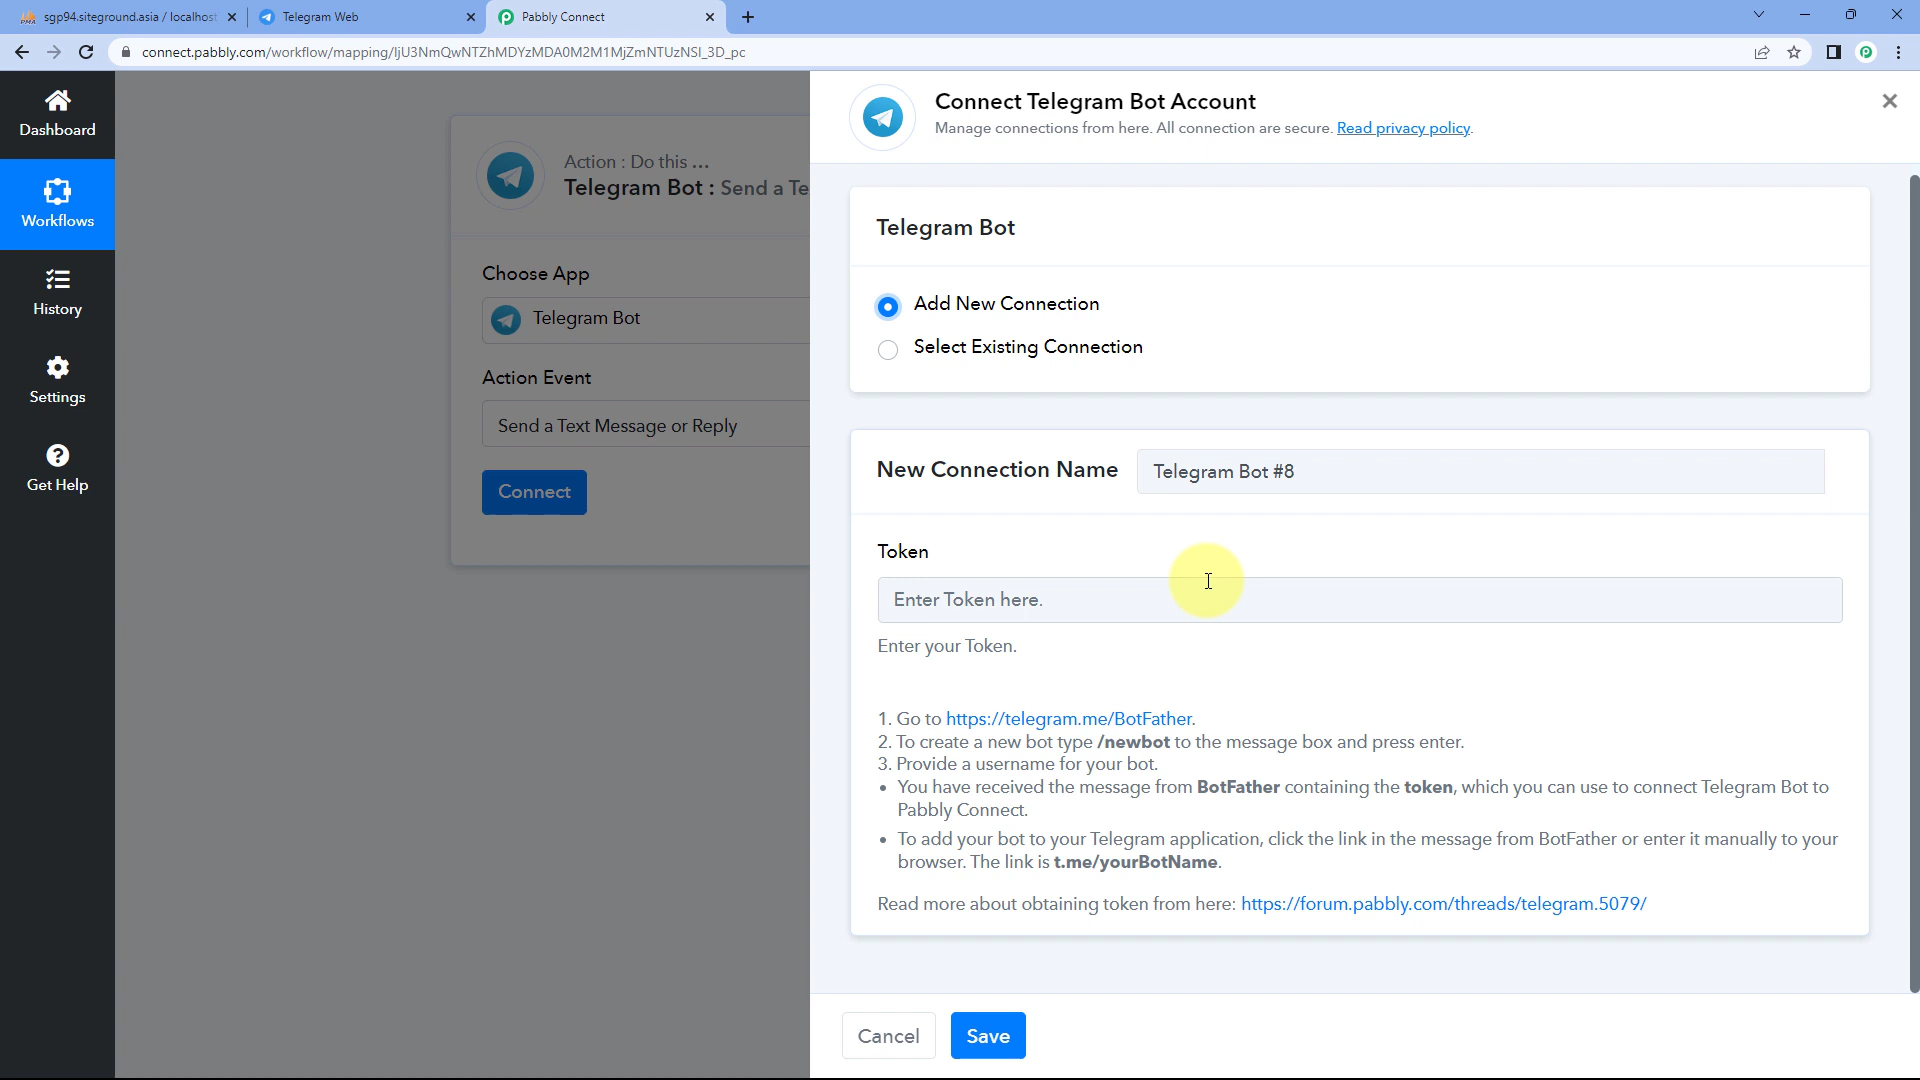 sgp94.siteground.asia / localhost
Telegram Web
Pabbly Connect
connect.pabbly.com/workflow/mapping/IjU3NmQwNTZhMDYzMDA0M2M1MjZmNTUzNSI_3D_pc
Dashboard
Workflows
History
Settings
Get Help
Action : Do this ...
Telegram Bot : Send a Te
Choose App
Telegram Bot
Action Event
Send a Text Message or Reply
Connect
Connect Telegram Bot Account
Manage connections from here. All connection are secure. Read privacy policy.
Telegram Bot
Add New Connection
Select Existing Connection
New Connection Name
Telegram Bot #8
Token
Enter Token here.
Enter your Token.
1. Go to https://telegram.me/BotFather.
2. To create a new bot type /newbot to the message box and press enter.
3. Provide a username for your bot.
• You have received the message from BotFather containing the token, which you can use to connect Telegram Bot to
Pabbly Connect.
• To add your bot to your Telegram application, click the link in the message from BotFather or enter it manually to your
browser. The link is t.me/yourBotName.
Read more about obtaining token from here: https://forum.pabbly.com/threads/telegram.5079/
Cancel
Save